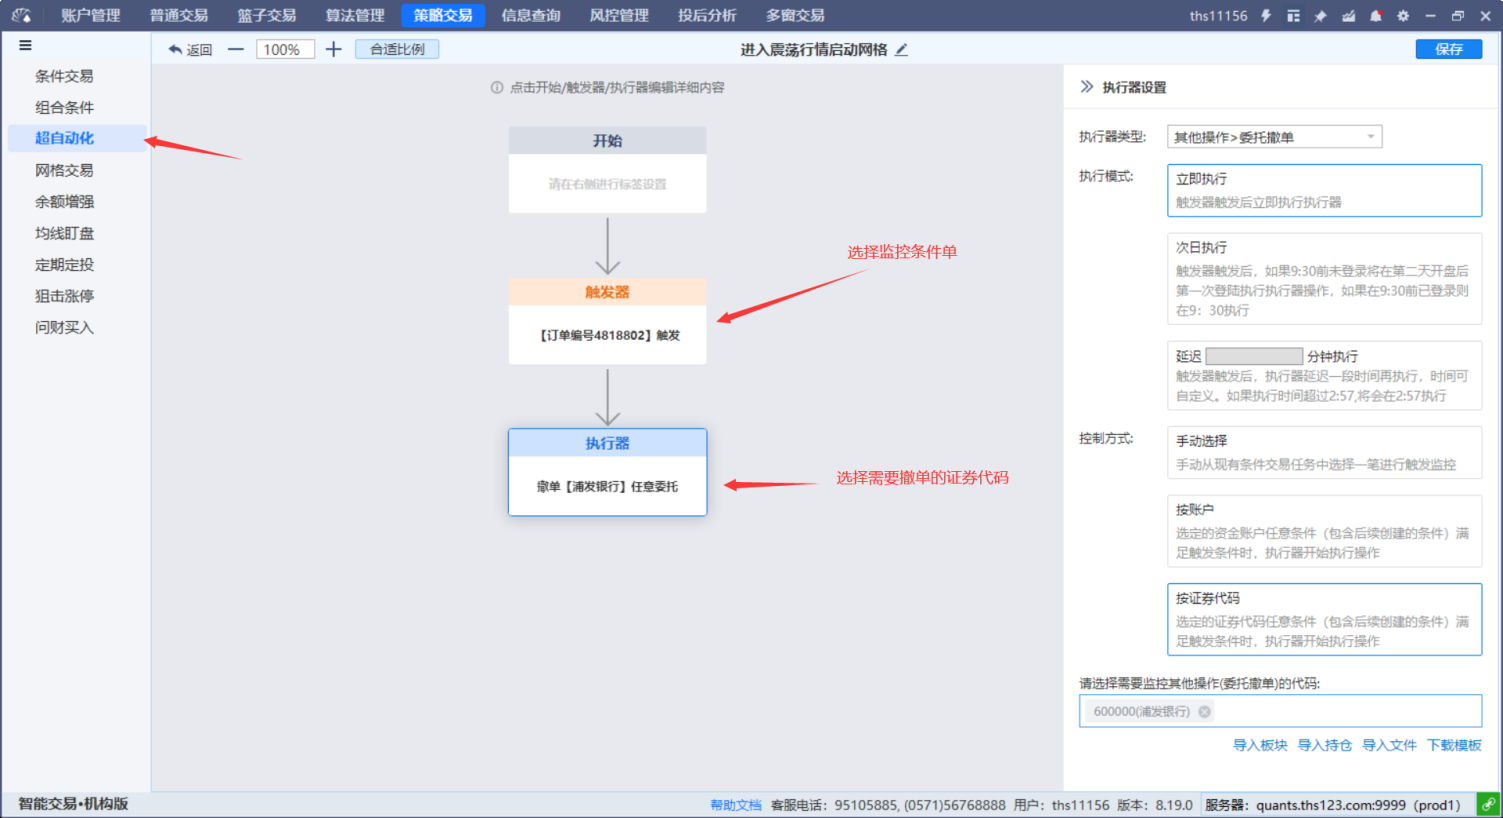 账户管理 普通交易 篮子交易 算法管理 策略交易 信息查询 风控管理 投后分析 多窗交易 ths11156
返回 100% 合适比例 进入震荡行情启动网格 保存
条件交易
组合条件
超自动化
网格交易
余额增强
均线盯盘
定期定投
狙击涨停
问财买入
点击开始/触发器/执行器编辑详细内容
开始
请在右侧进行标签设置
选择监控条件单
触发器
【订单编号4818802】触发
执行器
撤单【浦发银行】任意委托
选择需要撤单的证券代码
执行器设置
执行器类型: 其他操作>委托撤单
执行模式: 立即执行
触发器触发后立即执行执行器
次日执行
触发器触发后，如果9:30前未登录将在第二天开盘后
第一次登陆执行执行器操作，如果在9:30前已登录则
在9：30执行
延迟 分钟执行
触发器触发后，执行器延迟一段时间再执行，时间可
自定义。如果执行时间超过2:57,将会在2:57执行
控制方式: 手动选择
手动从现有条件交易任务中选择一笔进行触发监控
按账户
选定的资金账户任意条件（包含后续创建的条件）满
足触发条件时，执行器开始执行操作
按证券代码
选定的证券代码任意条件（包含后续创建的条件）满
足触发条件时，执行器开始执行操作
请选择需要监控其他操作(委托撤单)的代码:
600000(浦发银行)
导入板块 导入持仓 导入文件 下载模板
智能交易•机构版 帮助文档 客服电话：95105885, (0571)56768888 用户：ths11156 版本：8.19.0 服务器：quants.ths123.com:9999（prod1）